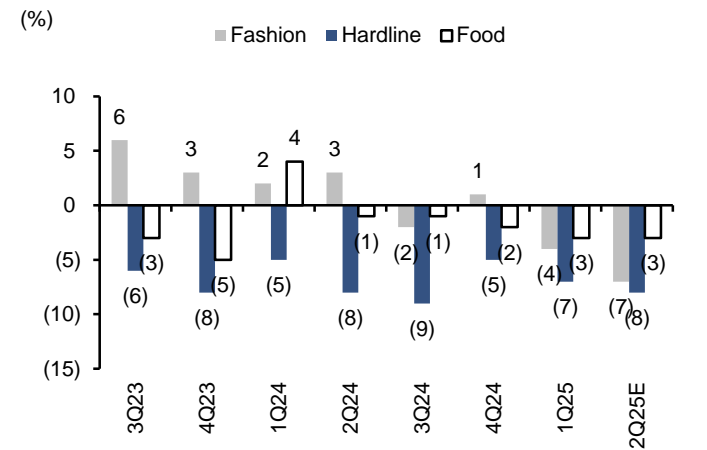 (%)
Fashion Hardline Food
10
5
0
(5)
(10)
(15)
6 3 2 4 3 1
(3) (1) (1)
(6) (5) (2) (2) (4) (3) (3)
(8) (5) (8) (9) (5) (7) (7) (8)
3Q23 4Q23 1Q24 2Q24 3Q24 4Q24 1Q25 2Q25E